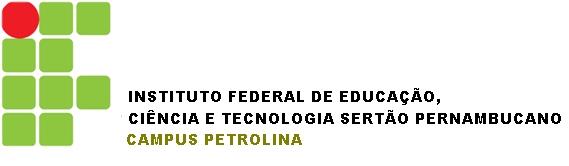 INSTITUTO FEDERAL DE EDUCAÇÃO,
CIÊNCIA E TECNOLOGIA SERTÃO PERNAMBUCANO
CAMPUS PETROLINA